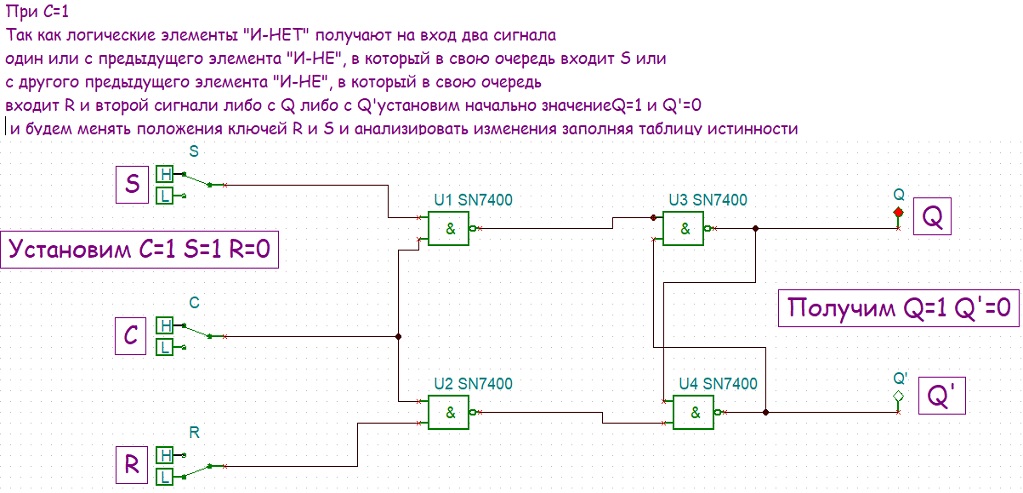 При C=1
Так как логические элементы "И-НЕТ" получают на вход два сигнала
один или с предыдущего элемента "И-НЕ", в который в свою очередь входит S или
с другого предыдущего элемента "И-НЕ", в который в свою очередь
входит R и второй сигнали либо с Q либо с Q'установим начально значениеQ=1 и Q'=0
и будем менять положения ключей R и S и анализировать изменения заполняя таблицу истинности
S
S
H
L
U1 SN7400
&
U3 SN7400
&
Q
Q
Установим C=1 S=1 R=0
C
C
H
L
Получим Q=1 Q'=0
U2 SN7400
&
U4 SN7400
&
Q'
Q'
R
R
H
L